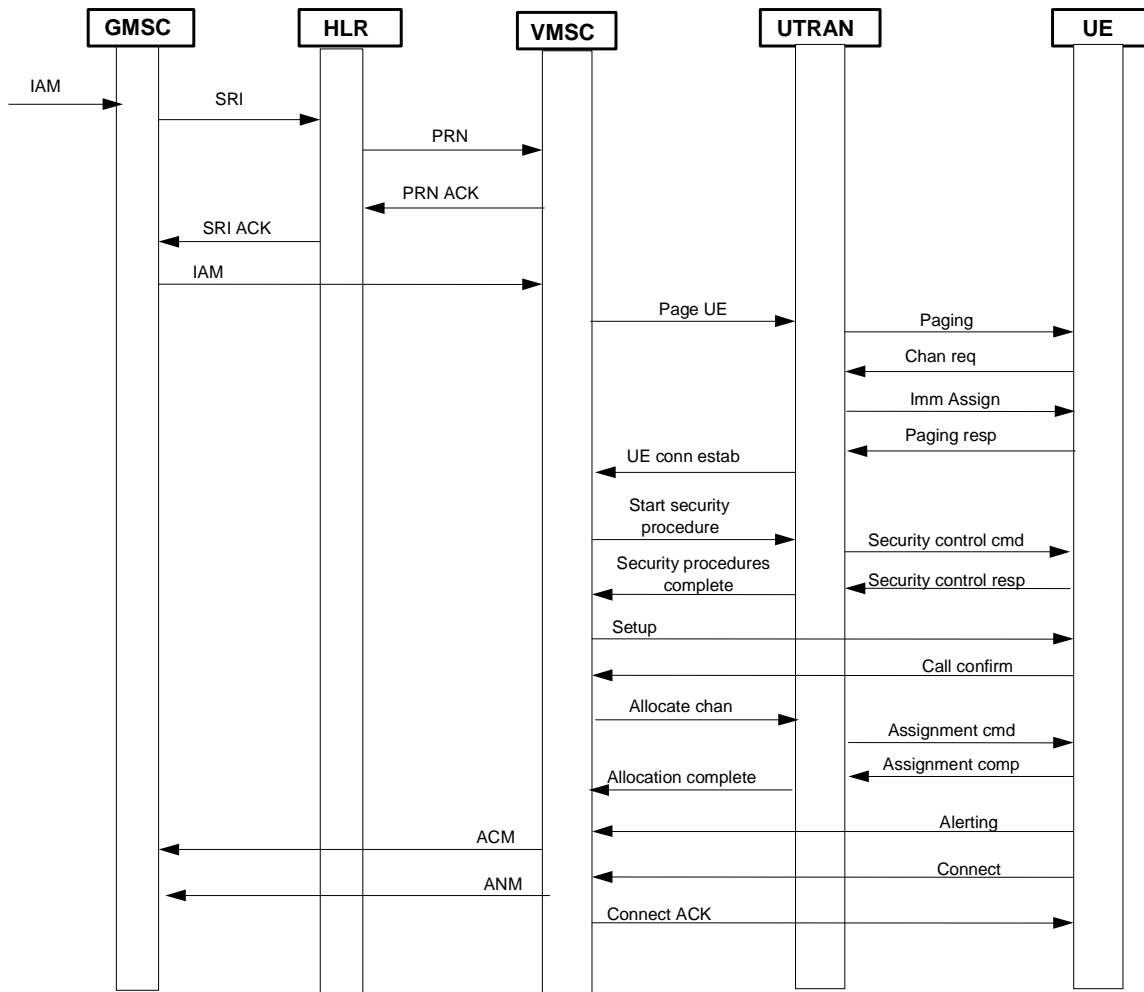 GMSC
HLR
VMSC
UTRAN
UE
IAM
SRI
PRN
PRN ACK
SRI ACK
IAM
Page UE
Paging
Chan req
Imm Assign
Paging resp
UE conn estab
Start security
procedure
Security control cmd
Security procedures
complete
Security control resp
Setup
Call confirm
Allocate chan
Assignment cmd
Assignment comp
Allocation complete
Alerting
ACM
Connect
ANM
Connect ACK